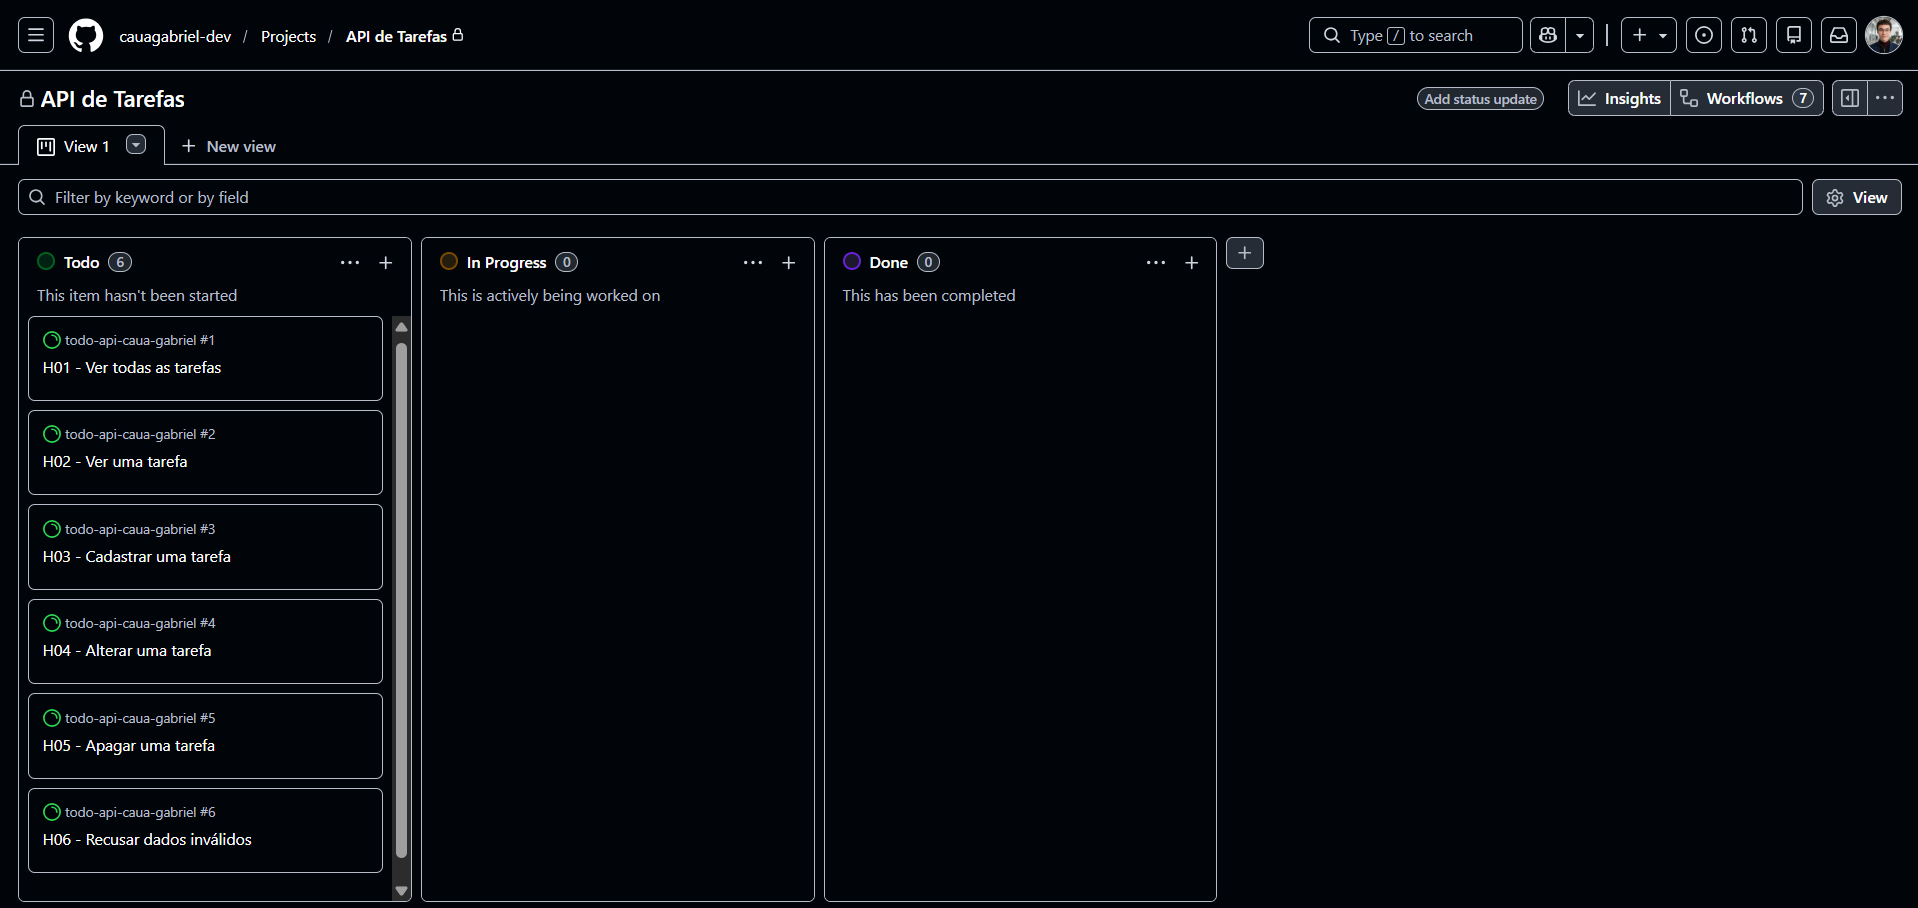 cauagabriel-dev / Projects / API de Tarefas
Type / to search
API de Tarefas
Add status update
Insights
Workflows 7
View 1
New view
Filter by keyword or by field
View
Todo 6
This item hasn't been started
todo-api-caua-gabriel #1
H01 - Ver todas as tarefas
todo-api-caua-gabriel #2
H02 - Ver uma tarefa
todo-api-caua-gabriel #3
H03 - Cadastrar uma tarefa
todo-api-caua-gabriel #4
H04 - Alterar uma tarefa
todo-api-caua-gabriel #5
H05 - Apagar uma tarefa
todo-api-caua-gabriel #6
H06 - Recusar dados inválidos
In Progress 0
This is actively being worked on
Done 0
This has been completed